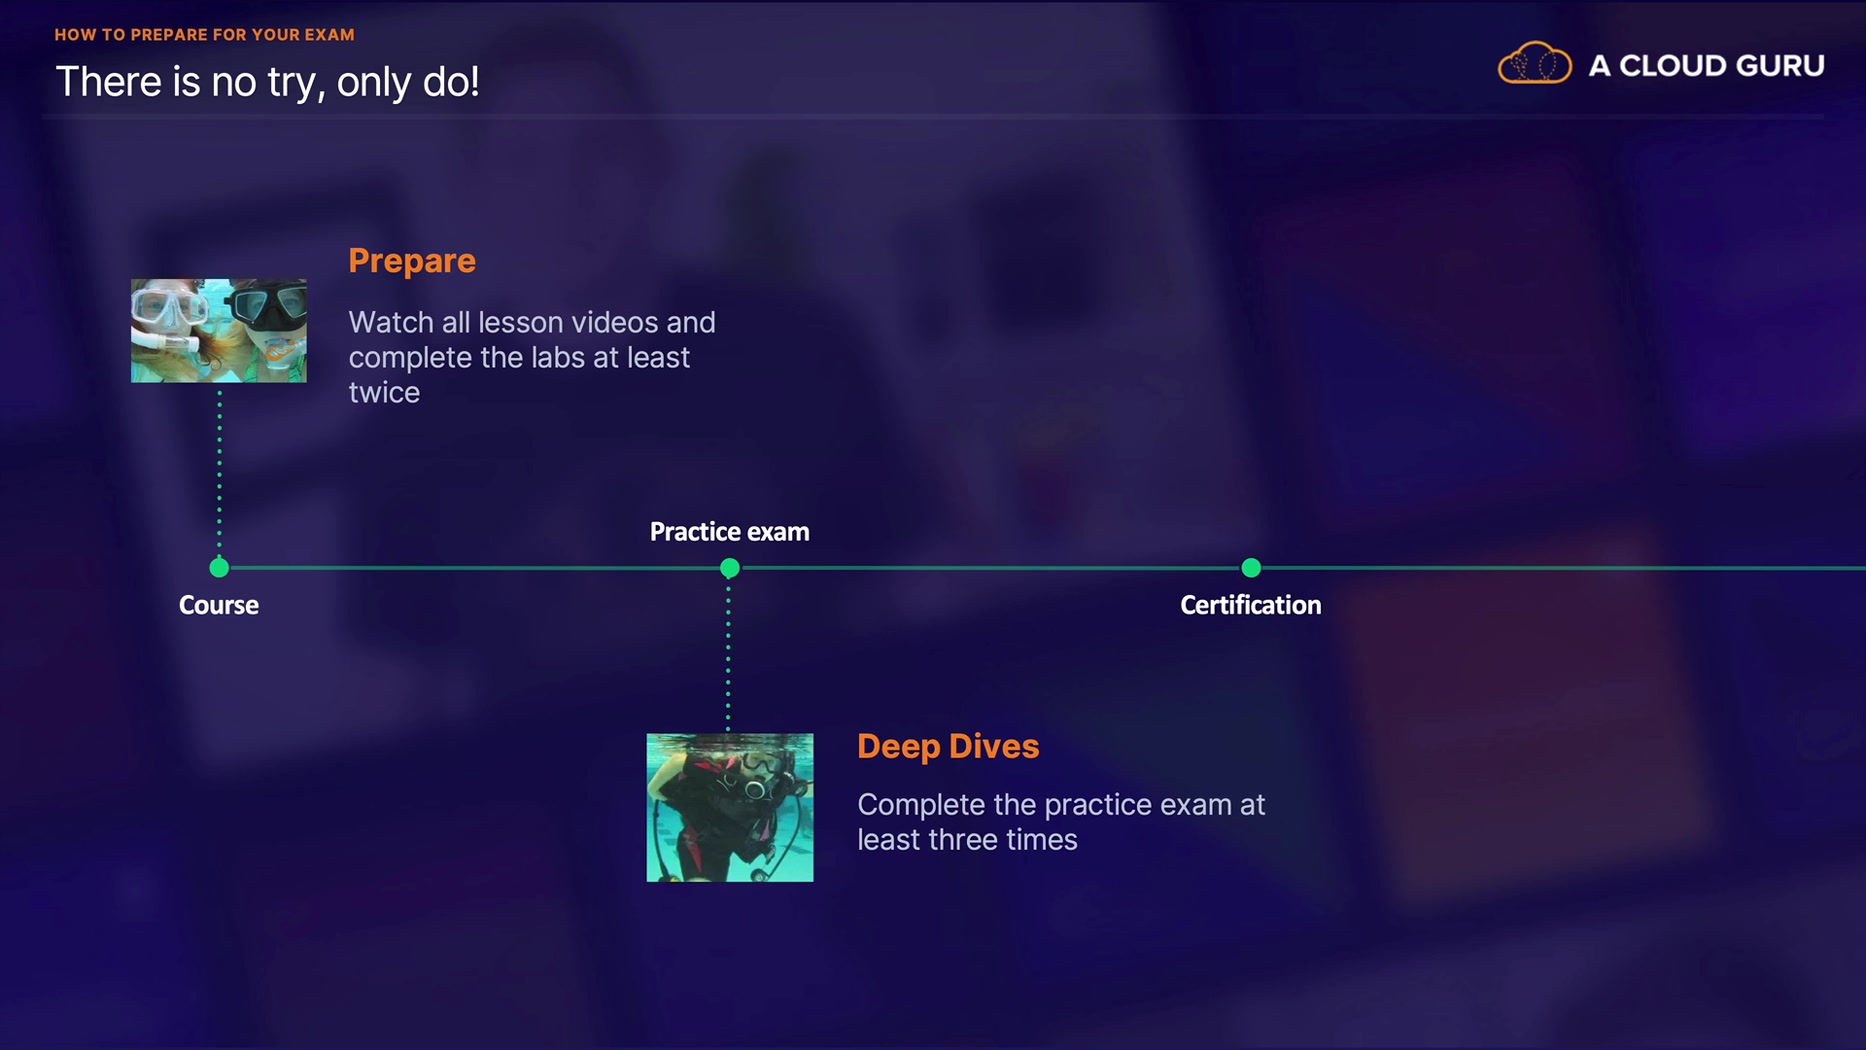 HOW TO PREPARE FOR YOUR EXAM
There is no try, only do!
A CLOUD GURU
Prepare
Watch all lesson videos and
complete the labs at least
twice
Practice exam
Course
Certification
Deep Dives
Complete the practice exam at
least three times